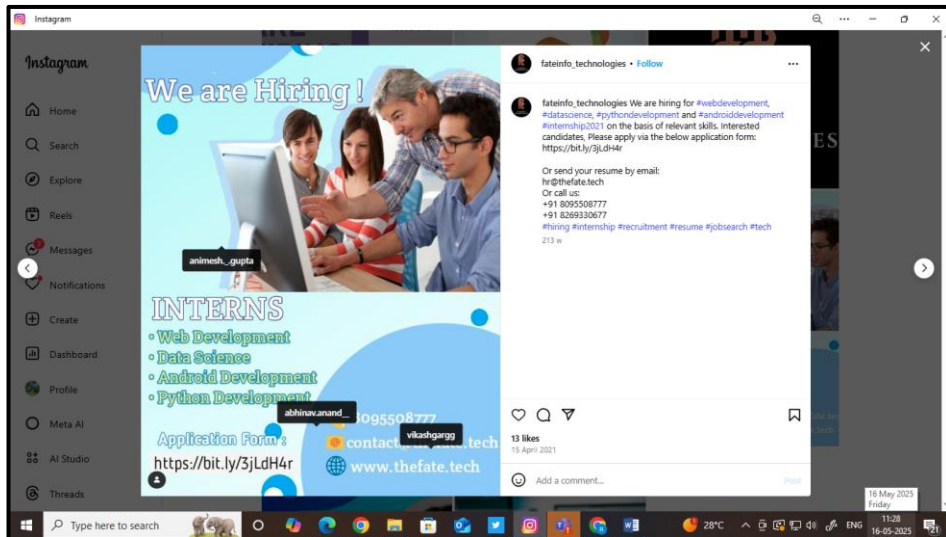 Instagram
Instagram
Home
Search
Explore
Reels
Messages
Notifications
Create
Dashboard
Profile
Meta AI
AI Studio
Threads
We are Hiring !
animesh._.gupta
INTERNS
• Web Development
• Data Science
• Android Development
• Python Development
abhinav.anand__
8095508777
vikashgargg
Application Form :
https://bit.ly/3jLdH4r
www.thefate.tech
fateinfo_technologies • Follow
fateinfo_technologies We are hiring for #webdevelopment,
#datascience, #pythondevelopment and #androiddevelopment
#internship2021 on the basis of relevant skills. Interested
candidates, Please apply via the below application form:
https://bit.ly/3jLdH4r
Or send your resume by email:
hr@thefate.tech
Or call us:
+91 8095508777
+91 8269330677
#hiring #internship #recruitment #resume #jobsearch #tech
213 w
13 likes
15 April 2021
Add a comment...
Post
16 May 2025
Friday
Type here to search
28°C
ENG
11:28
16-05-2025
21